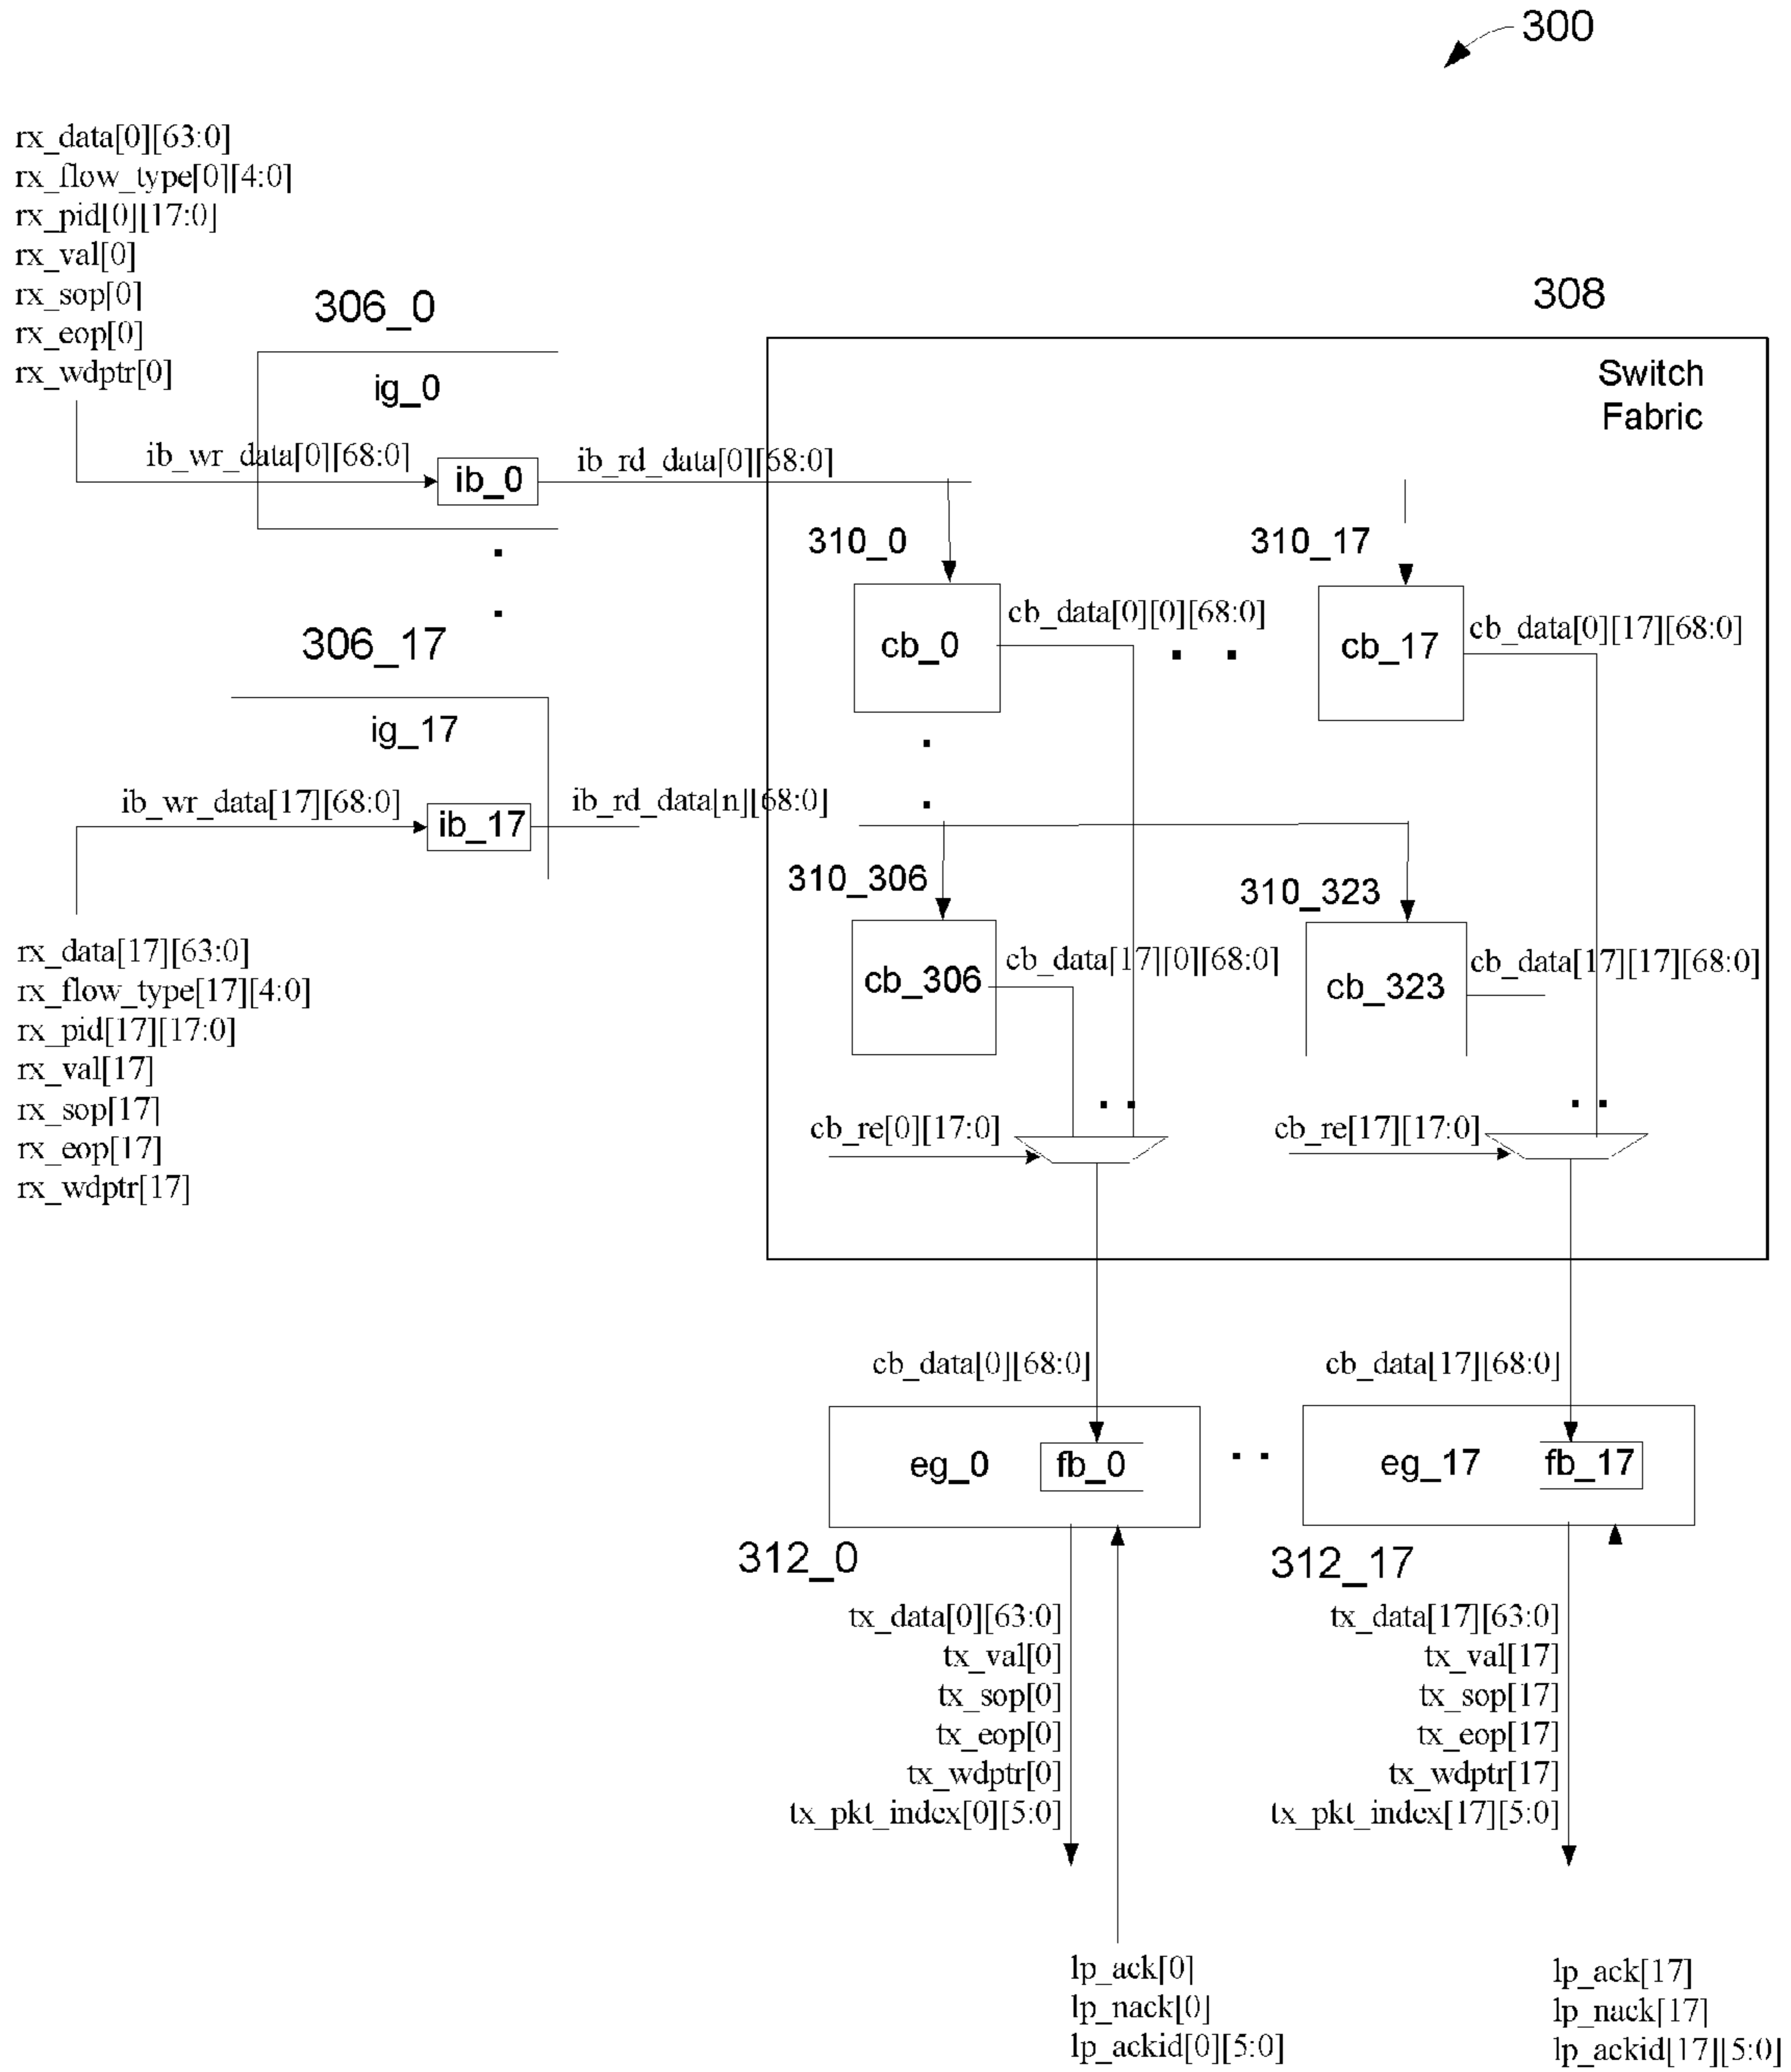 300
rx_data[0][63:0]
rx_flow_type[0][4:0]
rx_pid[0][17:0]
rx_val[0]
rx_sop[0]
rx_eop[0]
rx_wdptr[0]
306_0
ig_0
ib_wr_data[0][68:0]
ib_0
ib_rd_data[0][68:0]
306_17
ig_17
ib_wr_data[17][68:0]
ib_17
ib_rd_data[n][68:0]
rx_data[17][63:0]
rx_flow_type[17][4:0]
rx_pid[17][17:0]
rx_val[17]
rx_sop[17]
rx_eop[17]
rx_wdptr[17]
308
Switch
Fabric
310_0
cb_0
cb_data[0][0][68:0]
310_17
cb_17
cb_data[0][17][68:0]
310_306
cb_306
cb_data[17][0][68:0]
310_323
cb_323
cb_data[17][17][68:0]
cb_re[0][17:0]
cb_re[17][17:0]
cb_data[0][68:0]
cb_data[17][68:0]
eg_0
fb_0
eg_17
fb_17
312_0
312_17
tx_data[0][63:0]
tx_val[0]
tx_sop[0]
tx_eop[0]
tx_wdptr[0]
tx_pkt_index[0][5:0]
tx_data[17][63:0]
tx_val[17]
tx_sop[17]
tx_eop[17]
tx_wdptr[17]
tx_pkt_index[17][5:0]
lp_ack[0]
lp_nack[0]
lp_ackid[0][5:0]
lp_ack[17]
lp_nack[17]
lp_ackid[17][5:0]